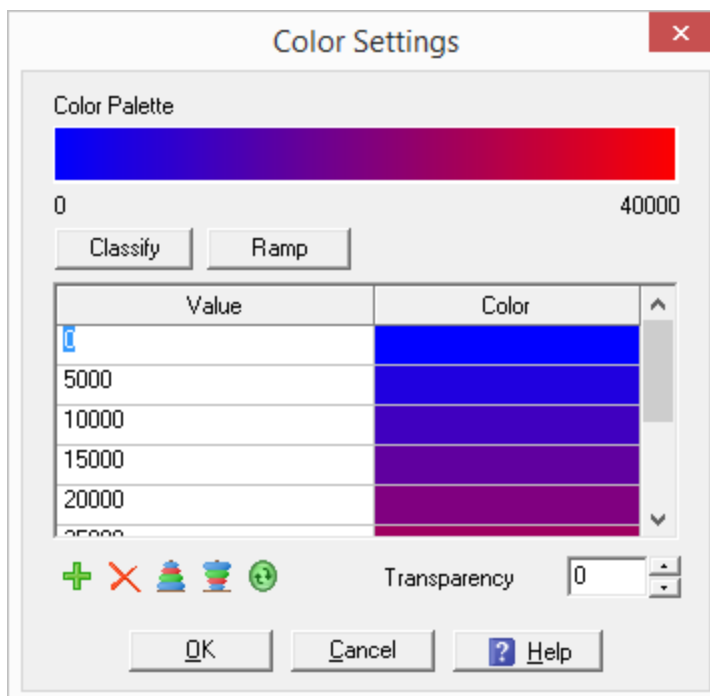 Color Settings
Color Palette
0 40000
Classify Ramp
Value Color
0
5000
10000
15000
20000
Transparency 0
OK Cancel Help